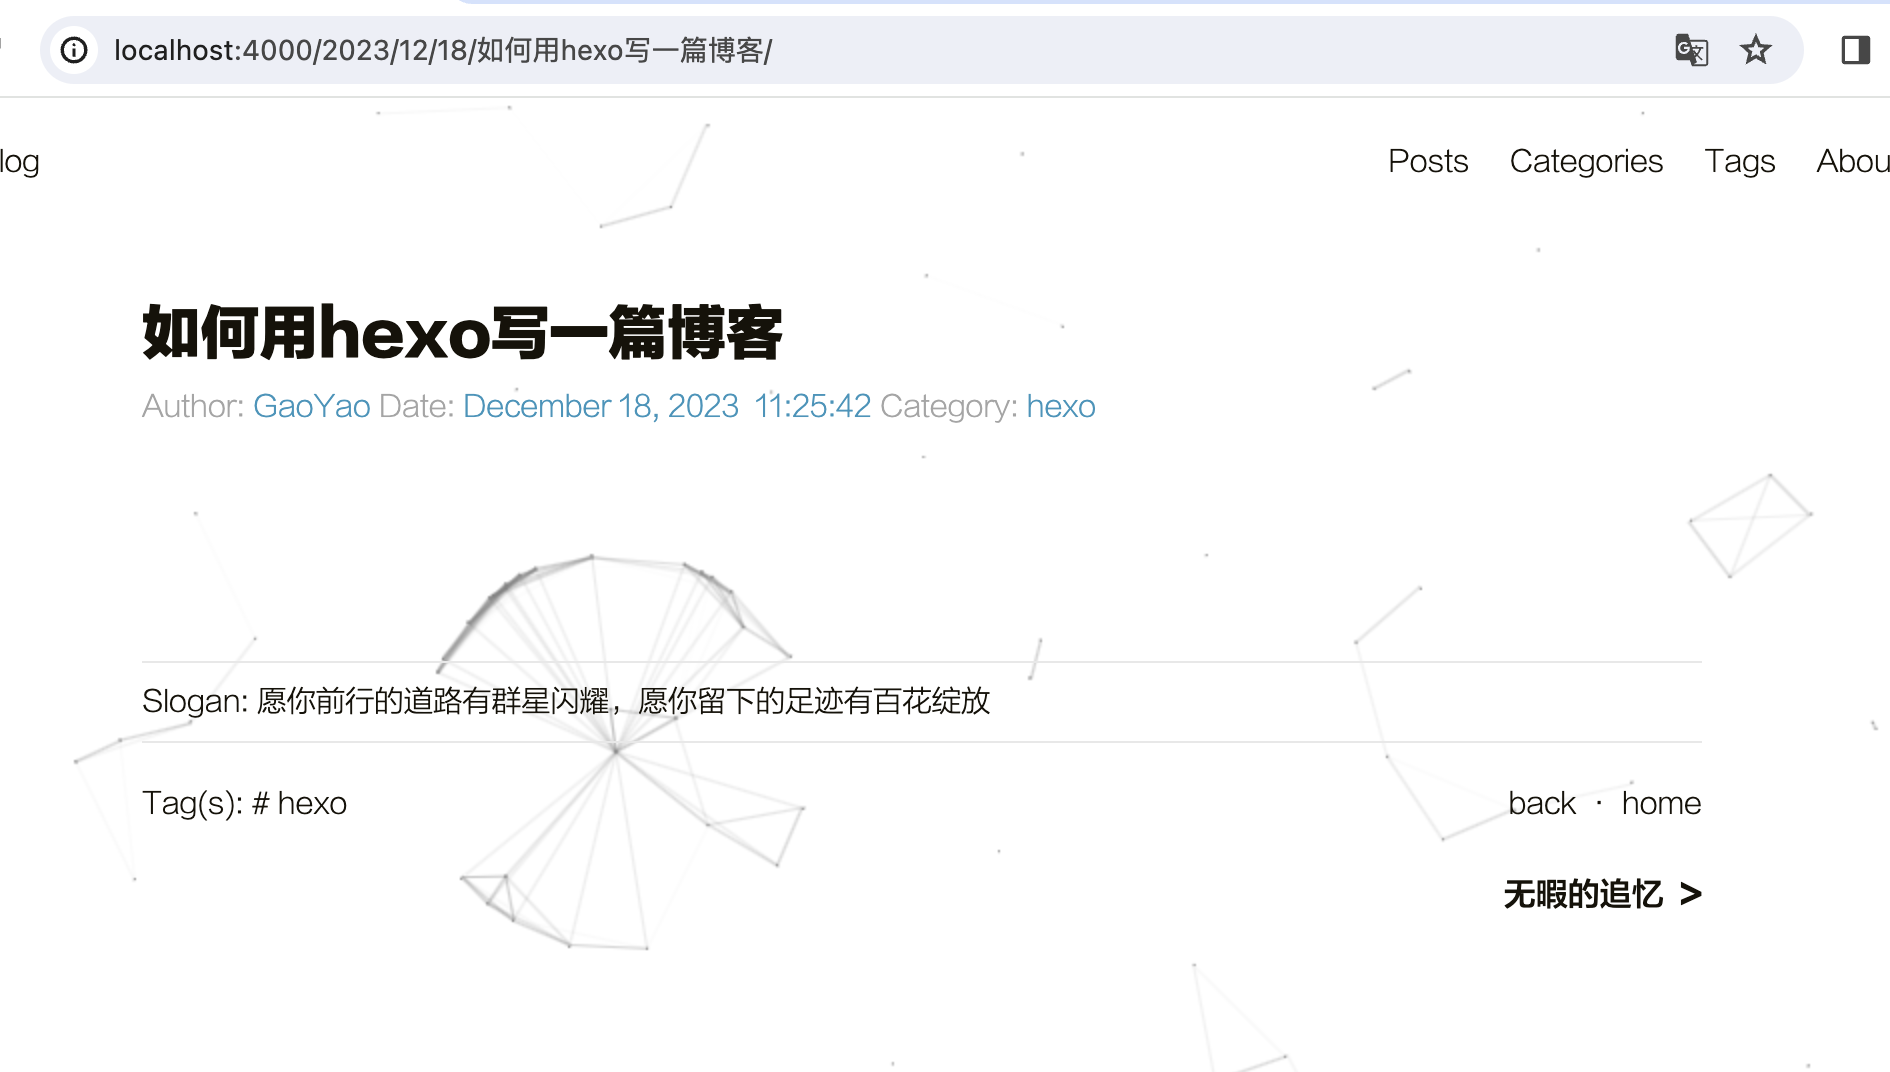 localhost:4000/2023/12/18/如何用hexo写一篇博客/
log
Posts Categories Tags Abou
如何用hexo写一篇博客
Author: GaoYao Date: December 18, 2023 11:25:42 Category: hexo
Slogan: 愿你前行的道路有群星闪耀，愿你留下的足迹有百花绽放
Tag(s): # hexo
back · home
无暇的追忆 >